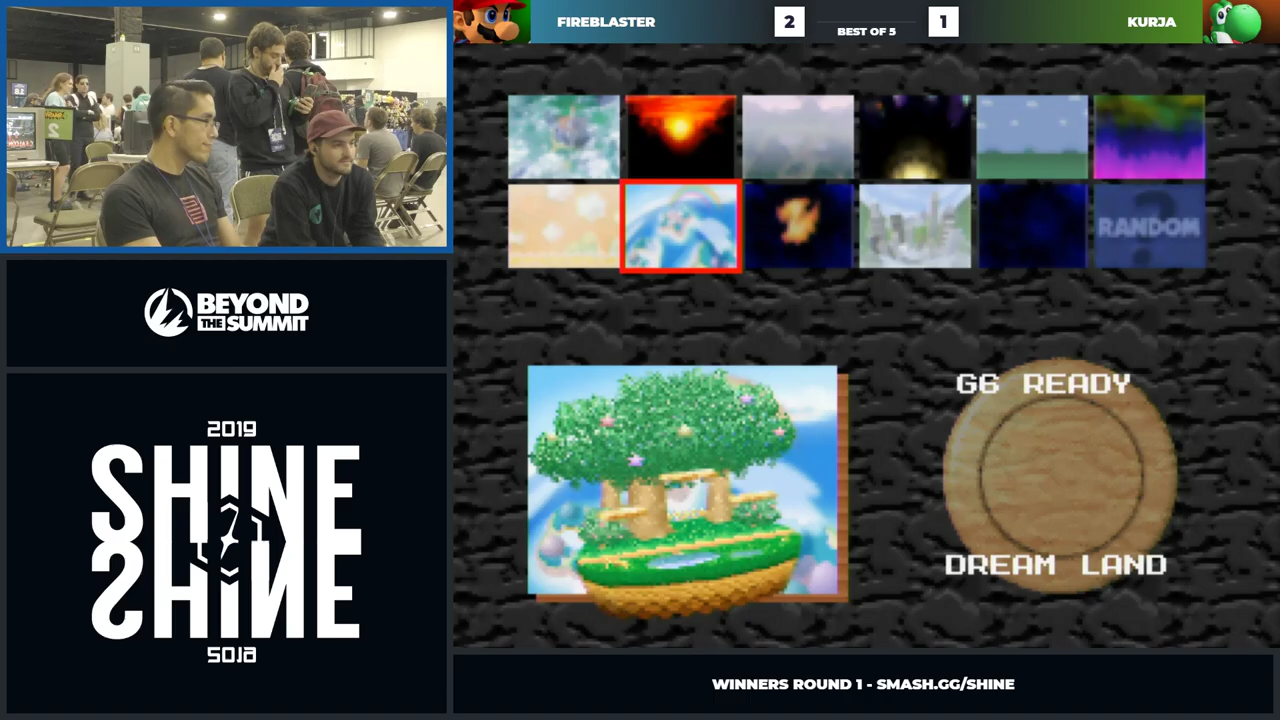 FIREBLASTER
2
BEST OF 5
1
KURJA
RANDOM
BEYOND
THE SUMMIT
G6 READY
DREAM LAND
2019
SHINE
SHINE
2019
WINNERS ROUND 1 - SMASH.GG/SHINE